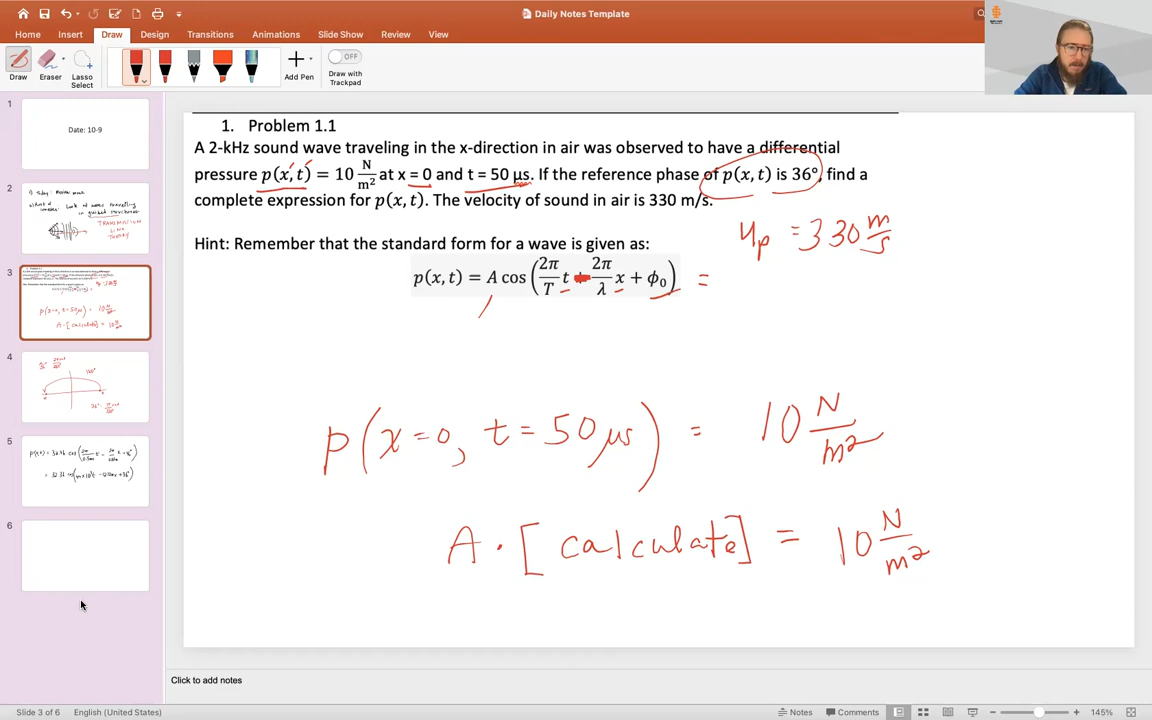 Daily Notes Template
Home Insert Draw Design Transitions Animations Slide Show Review View
OFF
Draw Eraser Lasso Select Add Pen Draw with Trackpad
1
Date: 10-9
2
3
4
5
6
1. Problem 1.1
A 2-kHz sound wave traveling in the x-direction in air was observed to have a differential
pressure p(x, t) = 10 N/m² at x = 0 and t = 50 μs. If the reference phase of p(x, t) is 36°, find a
complete expression for p(x, t). The velocity of sound in air is 330 m/s.
up = 330 m/s
Hint: Remember that the standard form for a wave is given as:
p(x, t) = A cos (2π/T t - 2π/λ x + ϕ₀) =
p(x=0, t=50μs) = 10 N/m²
A · [calculate] = 10 N/m²
Click to add notes
Slide 3 of 6 English (United States) Notes Comments 145%